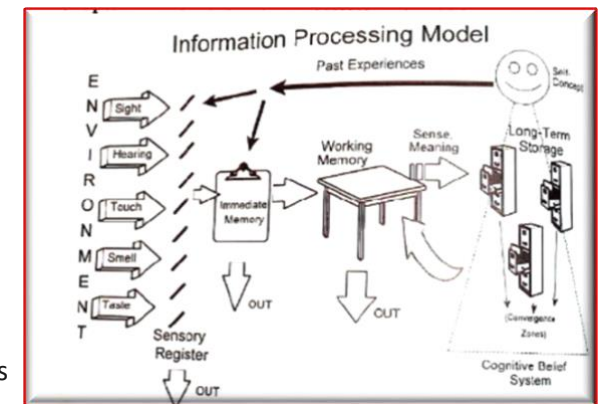 Information Processing Model
Past Experiences
Self-
Concept
ENVIRONMENT
Sight
Hearing
Touch
Smell
Taste
Sensory
Register
OUT
Immediate
Memory
OUT
Working
Memory
OUT
Sense,
Meaning
Long-Term
Storage
(Convergence
Zones)
Cognitive Belief
System
s